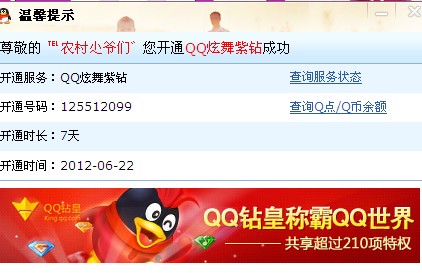 温馨提示
尊敬的 ℡农村尐爷们〝 您开通QQ炫舞紫钻成功
开通服务：QQ炫舞紫钻 查询服务状态
开通号码：125512099 查询Q点/Q币余额
开通时长：7天
开通时间：2012-06-22
QQ钻皇
King.qq.com
QQ钻皇称霸QQ世界
共享超过210项特权